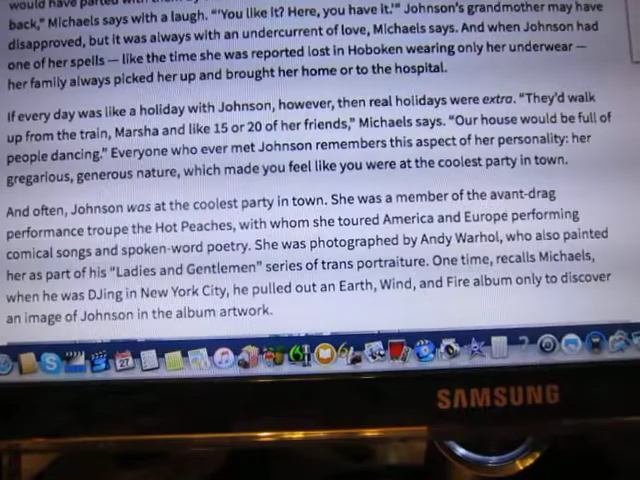 would have parted with
back," Michaels says with a laugh. "'You like it? Here, you have it.'" Johnson's grandmother may have
disapproved, but it was always with an undercurrent of love, Michaels says. And when Johnson had
one of her spells — like the time she was reported lost in Hoboken wearing only her underwear —
her family always picked her up and brought her home or to the hospital.
If every day was like a holiday with Johnson, however, then real holidays were extra. "They'd walk
up from the train, Marsha and like 15 or 20 of her friends," Michaels says. "Our house would be full of
people dancing." Everyone who ever met Johnson remembers this aspect of her personality: her
gregarious, generous nature, which made you feel like you were at the coolest party in town.
And often, Johnson was at the coolest party in town. She was a member of the avant-drag
performance troupe the Hot Peaches, with whom she toured America and Europe performing
comical songs and spoken-word poetry. She was photographed by Andy Warhol, who also painted
her as part of his "Ladies and Gentlemen" series of trans portraiture. One time, recalls Michaels,
when he was DJing in New York City, he pulled out an Earth, Wind, and Fire album only to discover
an image of Johnson in the album artwork.
27
SAMSUNG